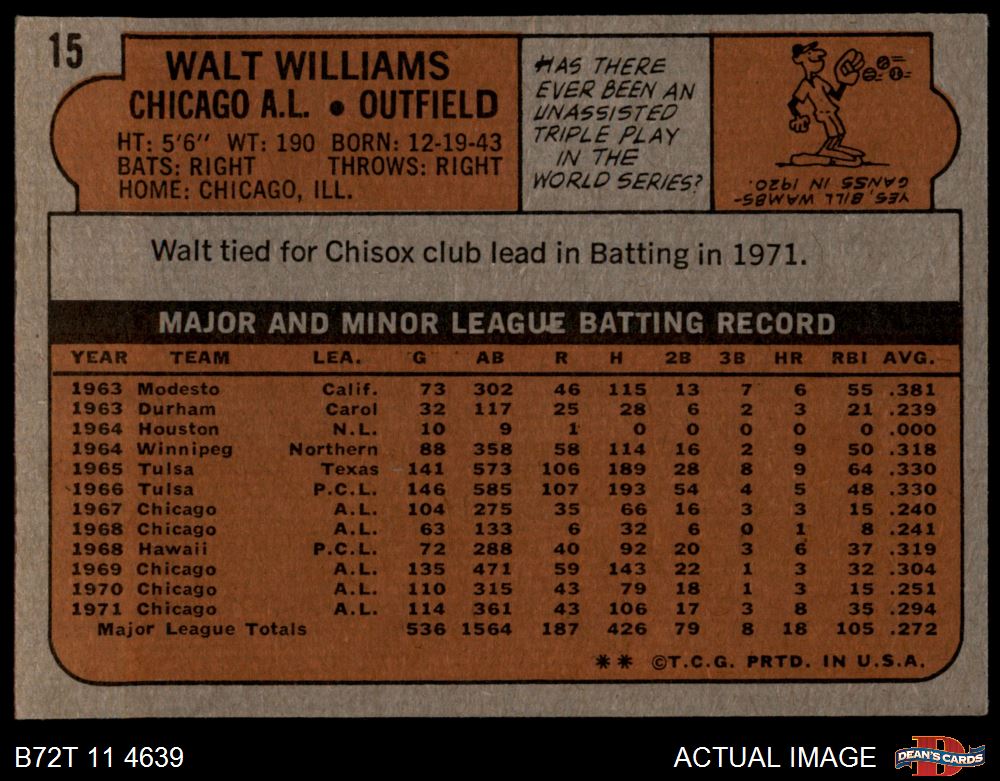 15
WALT WILLIAMS
CHICAGO A.L. • OUTFIELD
HT: 5'6" WT: 190 BORN: 12-19-43
BATS: RIGHT THROWS: RIGHT
HOME: CHICAGO, ILL.
HAS THERE
EVER BEEN AN
UNASSISTED
TRIPLE PLAY
IN THE
WORLD SERIES?
YES, BILL WAMBS-
GANSS IN 1920.
Walt tied for Chisox club lead in Batting in 1971.
MAJOR AND MINOR LEAGUE BATTING RECORD
YEAR TEAM LEA. G AB R H 2B 3B HR RBI AVG.
1963 Modesto Calif. 73 302 46 115 13 7 6 55 .381
1963 Durham Carol 32 117 25 28 6 2 3 21 .239
1964 Houston N.L. 10 9 1 0 0 0 0 0 .000
1964 Winnipeg Northern 88 358 58 114 16 2 9 50 .318
1965 Tulsa Texas 141 573 106 189 28 8 9 64 .330
1966 Tulsa P.C.L. 146 585 107 193 54 4 5 48 .330
1967 Chicago A.L. 104 275 35 66 16 3 3 15 .240
1968 Chicago A.L. 63 133 6 32 6 0 1 8 .241
1968 Hawaii P.C.L. 72 288 40 92 20 3 6 37 .319
1969 Chicago A.L. 135 471 59 143 22 1 3 32 .304
1970 Chicago A.L. 110 315 43 79 18 1 3 15 .251
1971 Chicago A.L. 114 361 43 106 17 3 8 35 .294
Major League Totals 536 1564 187 426 79 8 18 105 .272
** ©T.C.G. PRTD. IN U.S.A.
B72T 11 4639
ACTUAL IMAGE
D
DEAN'S CARDS